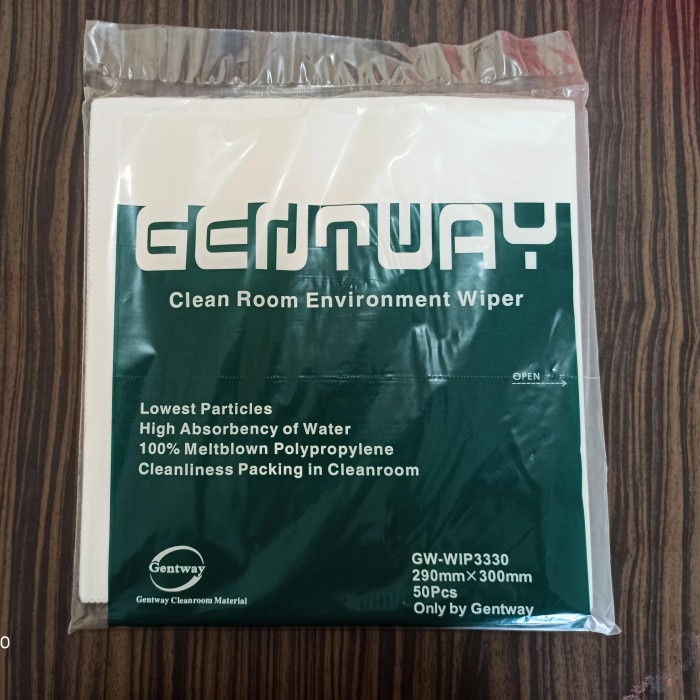 GENTWAY
Clean Room Environment Wiper
OPEN
Lowest Particles
High Absorbency of Water
100% Meltblown Polypropylene
Cleanliness Packing in Cleanroom
Gentway
Gentway Cleanroom Material
GW-WIP3330
290mm×300mm
50Pcs
Only by Gentway
0